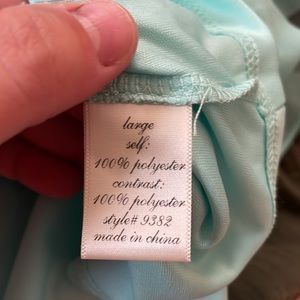 large
self:
100% polyester
contrast:
100% polyester
style# 9382
made in china